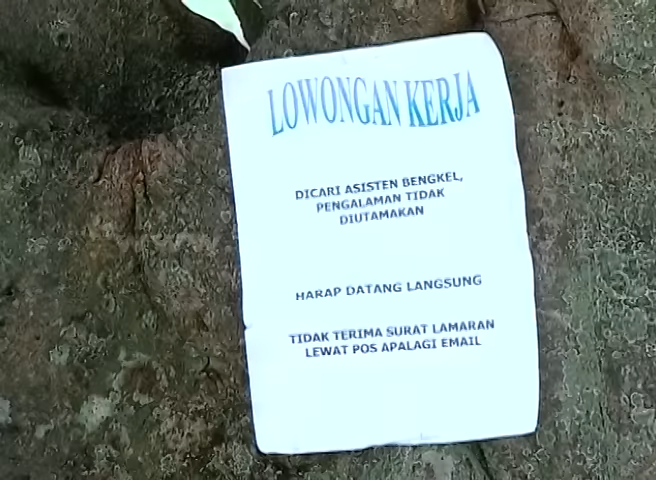 LOWONGAN KERJA
DICARI ASISTEN BENGKEL,
PENGALAMAN TIDAK
DIUTAMAKAN
HARAP DATANG LANGSUNG
TIDAK TERIMA SURAT LAMARAN
LEWAT POS APALAGI EMAIL